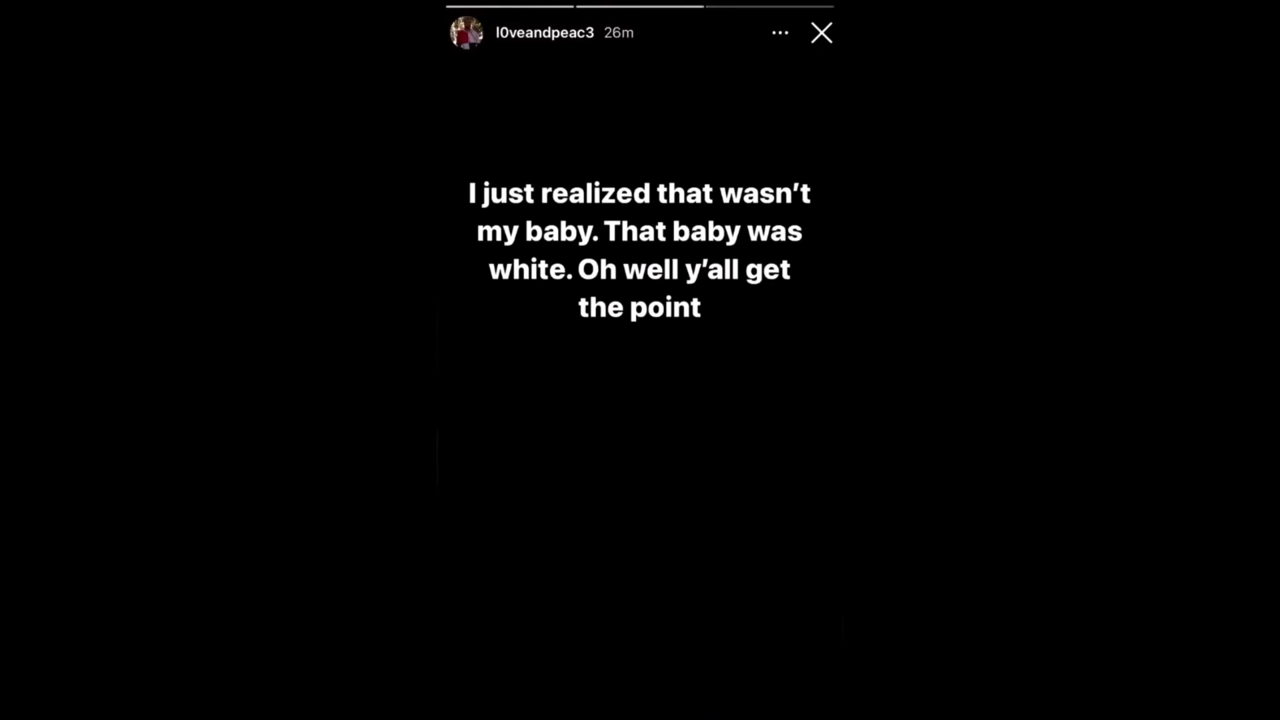 l0veandpeac3 26m
I just realized that wasn’t
my baby. That baby was
white. Oh well y’all get
the point